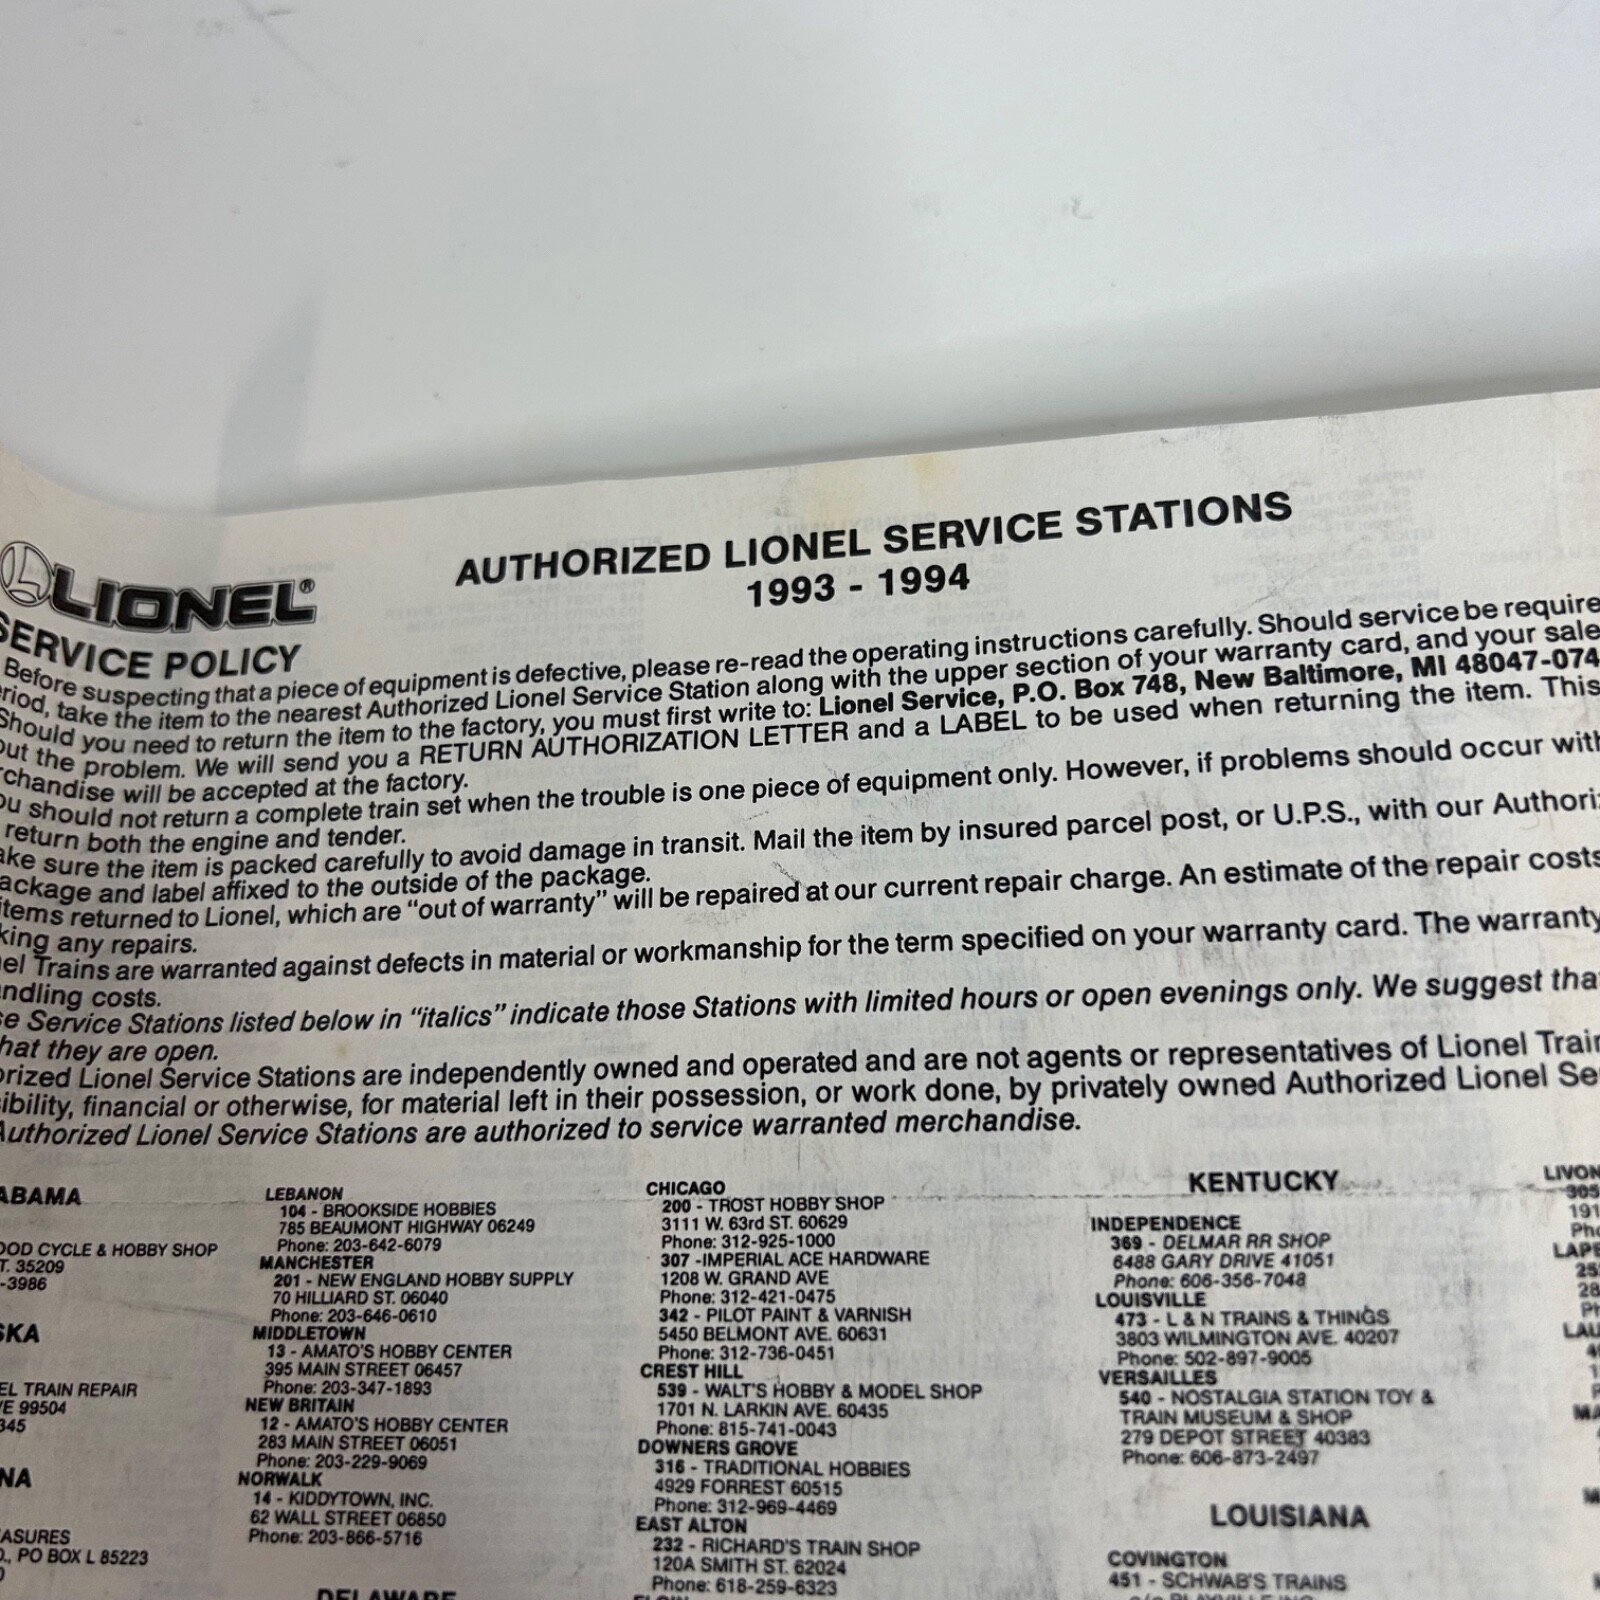 LIONEL®
SERVICE POLICY
AUTHORIZED LIONEL SERVICE STATIONS
1993 - 1994
Before suspecting that a piece of equipment is defective, please re-read the operating instructions carefully. Should service be require
riod, take the item to the nearest Authorized Lionel Service Station along with the upper section of your warranty card, and your sale
Should you need to return the item to the factory, you must first write to: Lionel Service, P.O. Box 748, New Baltimore, MI 48047-074
out the problem. We will send you a RETURN AUTHORIZATION LETTER and a LABEL to be used when returning the item. This
rchandise will be accepted at the factory.
ou should not return a complete train set when the trouble is one piece of equipment only. However, if problems should occur with
return both the engine and tender.
ake sure the item is packed carefully to avoid damage in transit. Mail the item by insured parcel post, or U.P.S., with our Authori
ackage and label affixed to the outside of the package.
items returned to Lionel, which are "out of warranty" will be repaired at our current repair charge. An estimate of the repair costs
king any repairs.
nel Trains are warranted against defects in material or workmanship for the term specified on your warranty card. The warranty
ndling costs.
se Service Stations listed below in "italics" indicate those Stations with limited hours or open evenings only. We suggest tha
hat they are open.
orized Lionel Service Stations are independently owned and operated and are not agents or representatives of Lionel Train
ibility, financial or otherwise, for material left in their possession, or work done, by privately owned Authorized Lionel Se
Authorized Lionel Service Stations are authorized to service warranted merchandise.
ABAMA
OOD CYCLE & HOBBY SHOP
T. 35209
-3986
SKA
EL TRAIN REPAIR
VE 99504
345
NA
EASURES
O., PO BOX L 85223
LEBANON
104 - BROOKSIDE HOBBIES
785 BEAUMONT HIGHWAY 06249
Phone: 203-642-6079
MANCHESTER
201 - NEW ENGLAND HOBBY SUPPLY
70 HILLIARD ST. 06040
Phone: 203-646-0610
MIDDLETOWN
13 - AMATO'S HOBBY CENTER
395 MAIN STREET 06457
Phone: 203-347-1893
NEW BRITAIN
12 - AMATO'S HOBBY CENTER
283 MAIN STREET 06051
Phone: 203-229-9069
NORWALK
14 - KIDDYTOWN, INC.
62 WALL STREET 06850
Phone: 203-866-5716
DELAWARE
CHICAGO
200 - TROST HOBBY SHOP
3111 W. 63rd ST. 60629
Phone: 312-925-1000
307 -IMPERIAL ACE HARDWARE
1208 W. GRAND AVE
Phone: 312-421-0475
342 - PILOT PAINT & VARNISH
5450 BELMONT AVE. 60631
Phone: 312-736-0451
CREST HILL
539 - WALT'S HOBBY & MODEL SHOP
1701 N. LARKIN AVE. 60435
Phone: 815-741-0043
DOWNERS GROVE
316 - TRADITIONAL HOBBIES
4929 FORREST 60515
Phone: 312-969-4469
EAST ALTON
232 - RICHARD'S TRAIN SHOP
120A SMITH ST. 62024
Phone: 618-259-6323
ELGIN
KENTUCKY
INDEPENDENCE
369 - DELMAR RR SHOP
6488 GARY DRIVE 41051
Phone: 606-356-7048
LOUISVILLE
473 - L & N TRAINS & THINGS
3803 WILMINGTON AVE. 40207
Phone: 502-897-9005
VERSAILLES
540 - NOSTALGIA STATION TOY &
TRAIN MUSEUM & SHOP
279 DEPOT STREET 40383
Phone: 606-873-2497
LOUISIANA
COVINGTON
451 - SCHWAB'S TRAINS
LIVON
305
191
Pho
LAPE
25
28
Ph
LAU